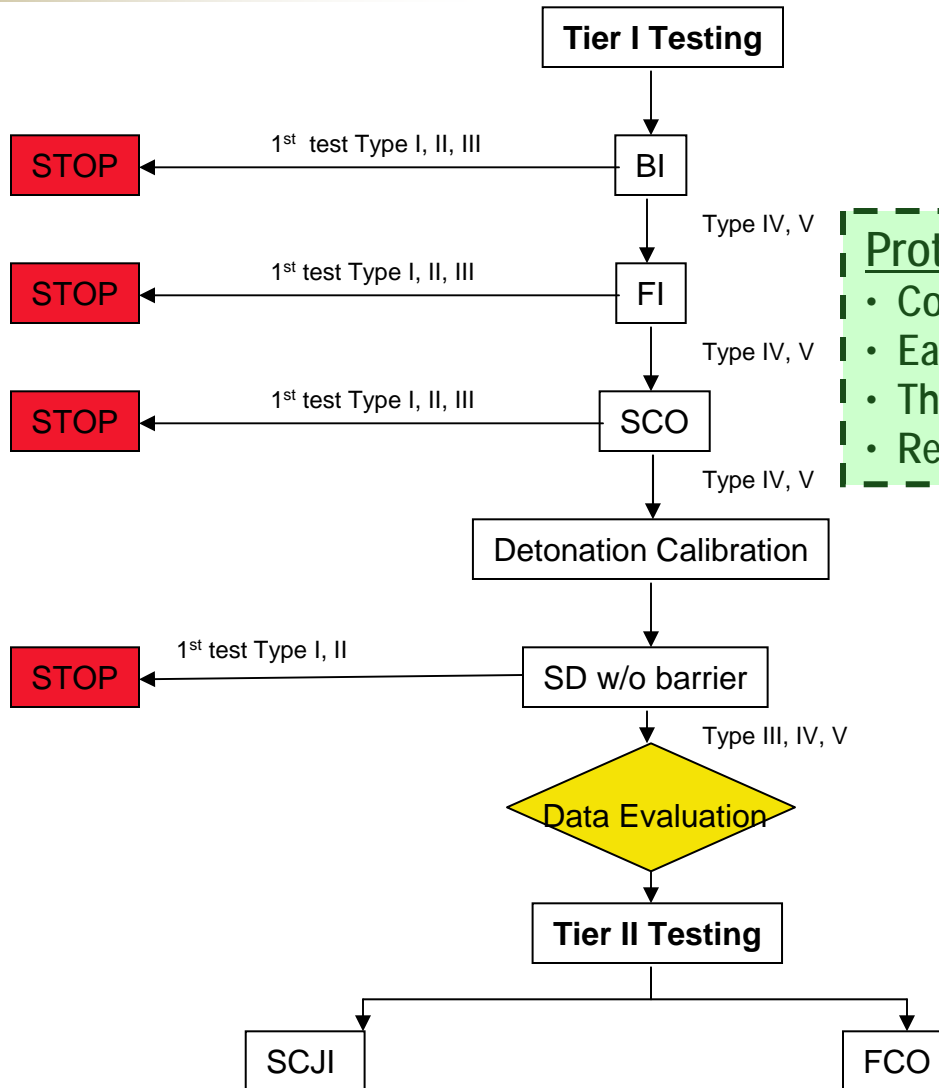 Tier I Testing
STOP
1st test Type I, II, III
BI
Type IV, V
STOP
1st test Type I, II, III
FI
Type IV, V
STOP
1st test Type I, II, III
SCO
Type IV, V
Detonation Calibration
STOP
1st test Type I, II
SD w/o barrier
Type III, IV, V
Data Evaluation
Tier II Testing
SCJI
FCO